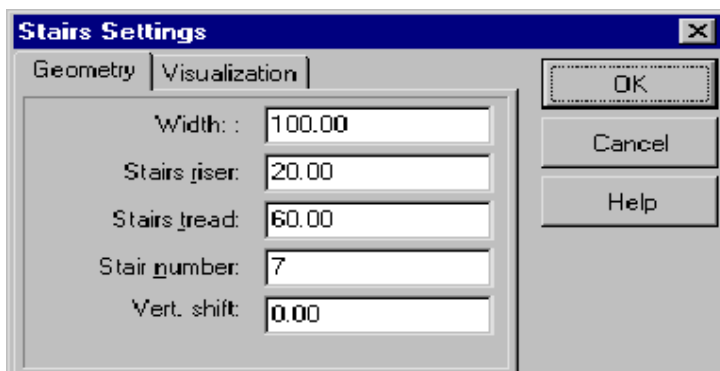 Stairs Settings
Geometry Visualization
Width: : 100.00
Stairs riser: 20.00
Stairs tread: 60.00
Stair number: 7
Vert. shift: 0.00
OK
Cancel
Help